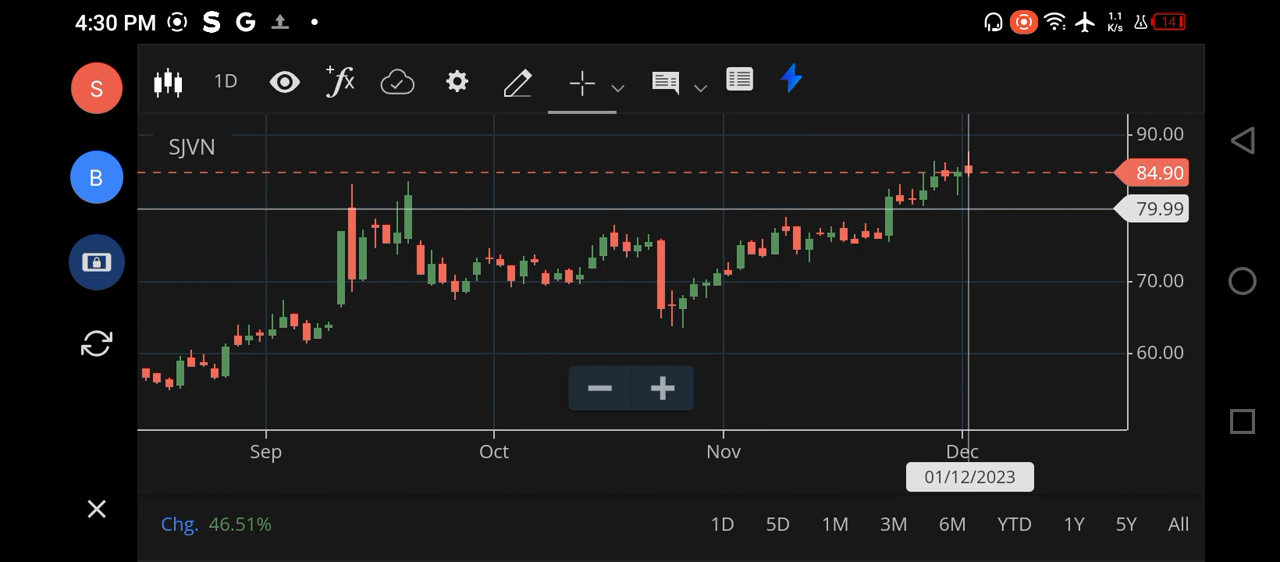 4:30 PM S G 1.1 K/s 14
S
1D +fx
90.00
SJVN
84.90
B
79.99
70.00
60.00
Sep Oct Nov Dec
01/12/2023
Chg. 46.51% 1D 5D 1M 3M 6M YTD 1Y 5Y All